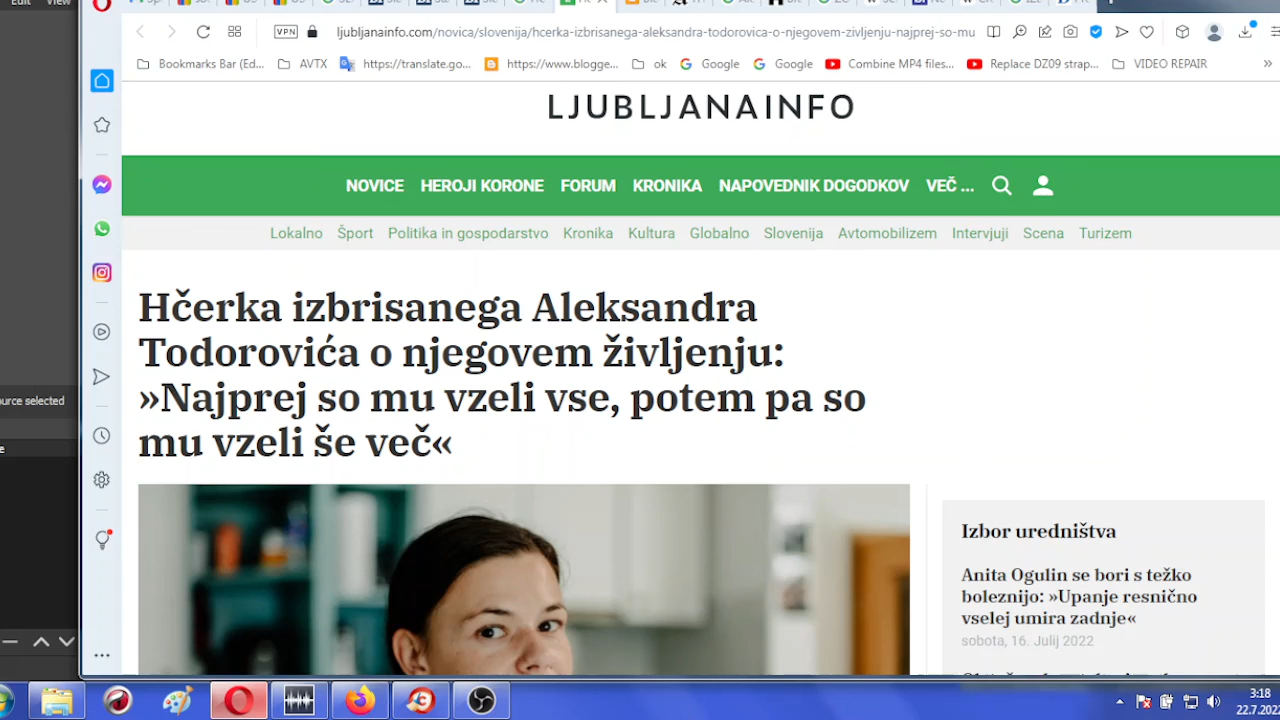 Edit View
VPN
ljubljanainfo.com/novica/slovenija/hcerka-izbrisanega-aleksandra-todorovica-o-njegovem-zivljenju-najprej-so-mu
Bookmarks Bar (Ed... AVTX https://translate.go... https://www.blogge... ok Google Google Combine MP4 files... Replace DZ09 strap... VIDEO REPAIR »
LJUBLJANAINFO
NOVICE HEROJI KORONE FORUM KRONIKA NAPOVEDNIK DOGODKOV VEČ ...
Lokalno Šport Politika in gospodarstvo Kronika Kultura Globalno Slovenija Avtomobilizem Intervjuji Scena Turizem
Hčerka izbrisanega Aleksandra
Todorovića o njegovem življenju:
»Najprej so mu vzeli vse, potem pa so
mu vzeli še več«
ource selected
Izbor uredništva
Anita Ogulin se bori s težko
boleznijo: »Upanje resnično
vselej umira zadnje«
sobota, 16. Julij 2022
3:18
22.7.2022